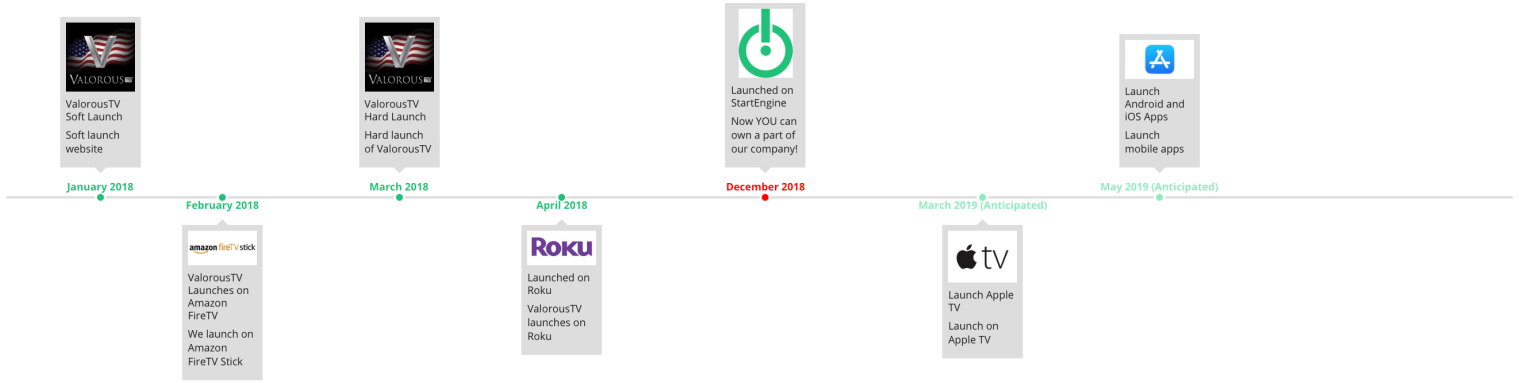 VALOROUS
ValorousTV
Soft Launch
Soft launch
website
January 2018
February 2018
amazon fireTV stick
ValorousTV
Launches on
Amazon
FireTV
We launch on
Amazon
FireTV Stick
VALOROUS
ValorousTV
Hard Launch
Hard launch
of ValorousTV
March 2018
April 2018
ROKU
Launched on
Roku
ValorousTV
launches on
Roku
Launched on
StartEngine
Now YOU can
own a part of
our company!
December 2018
March 2019 (Anticipated)
tv
Launch Apple
TV
Launch on
Apple TV
Launch
Android and
iOS Apps
Launch
mobile apps
May 2019 (Anticipated)